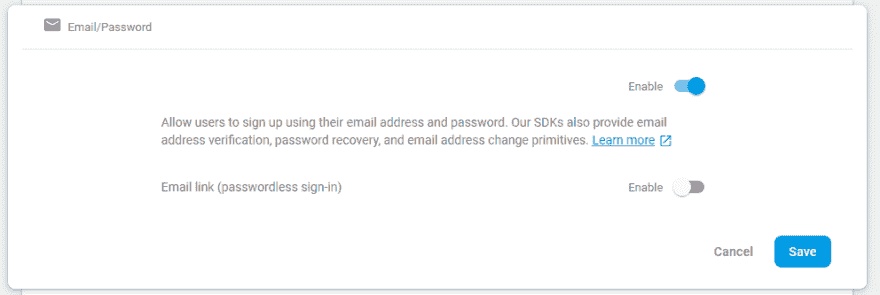 Email/Password
Enable
Allow users to sign up using their email address and password. Our SDKs also provide email
address verification, password recovery, and email address change primitives. Learn more
Email link (passwordless sign-in)
Enable
Cancel
Save